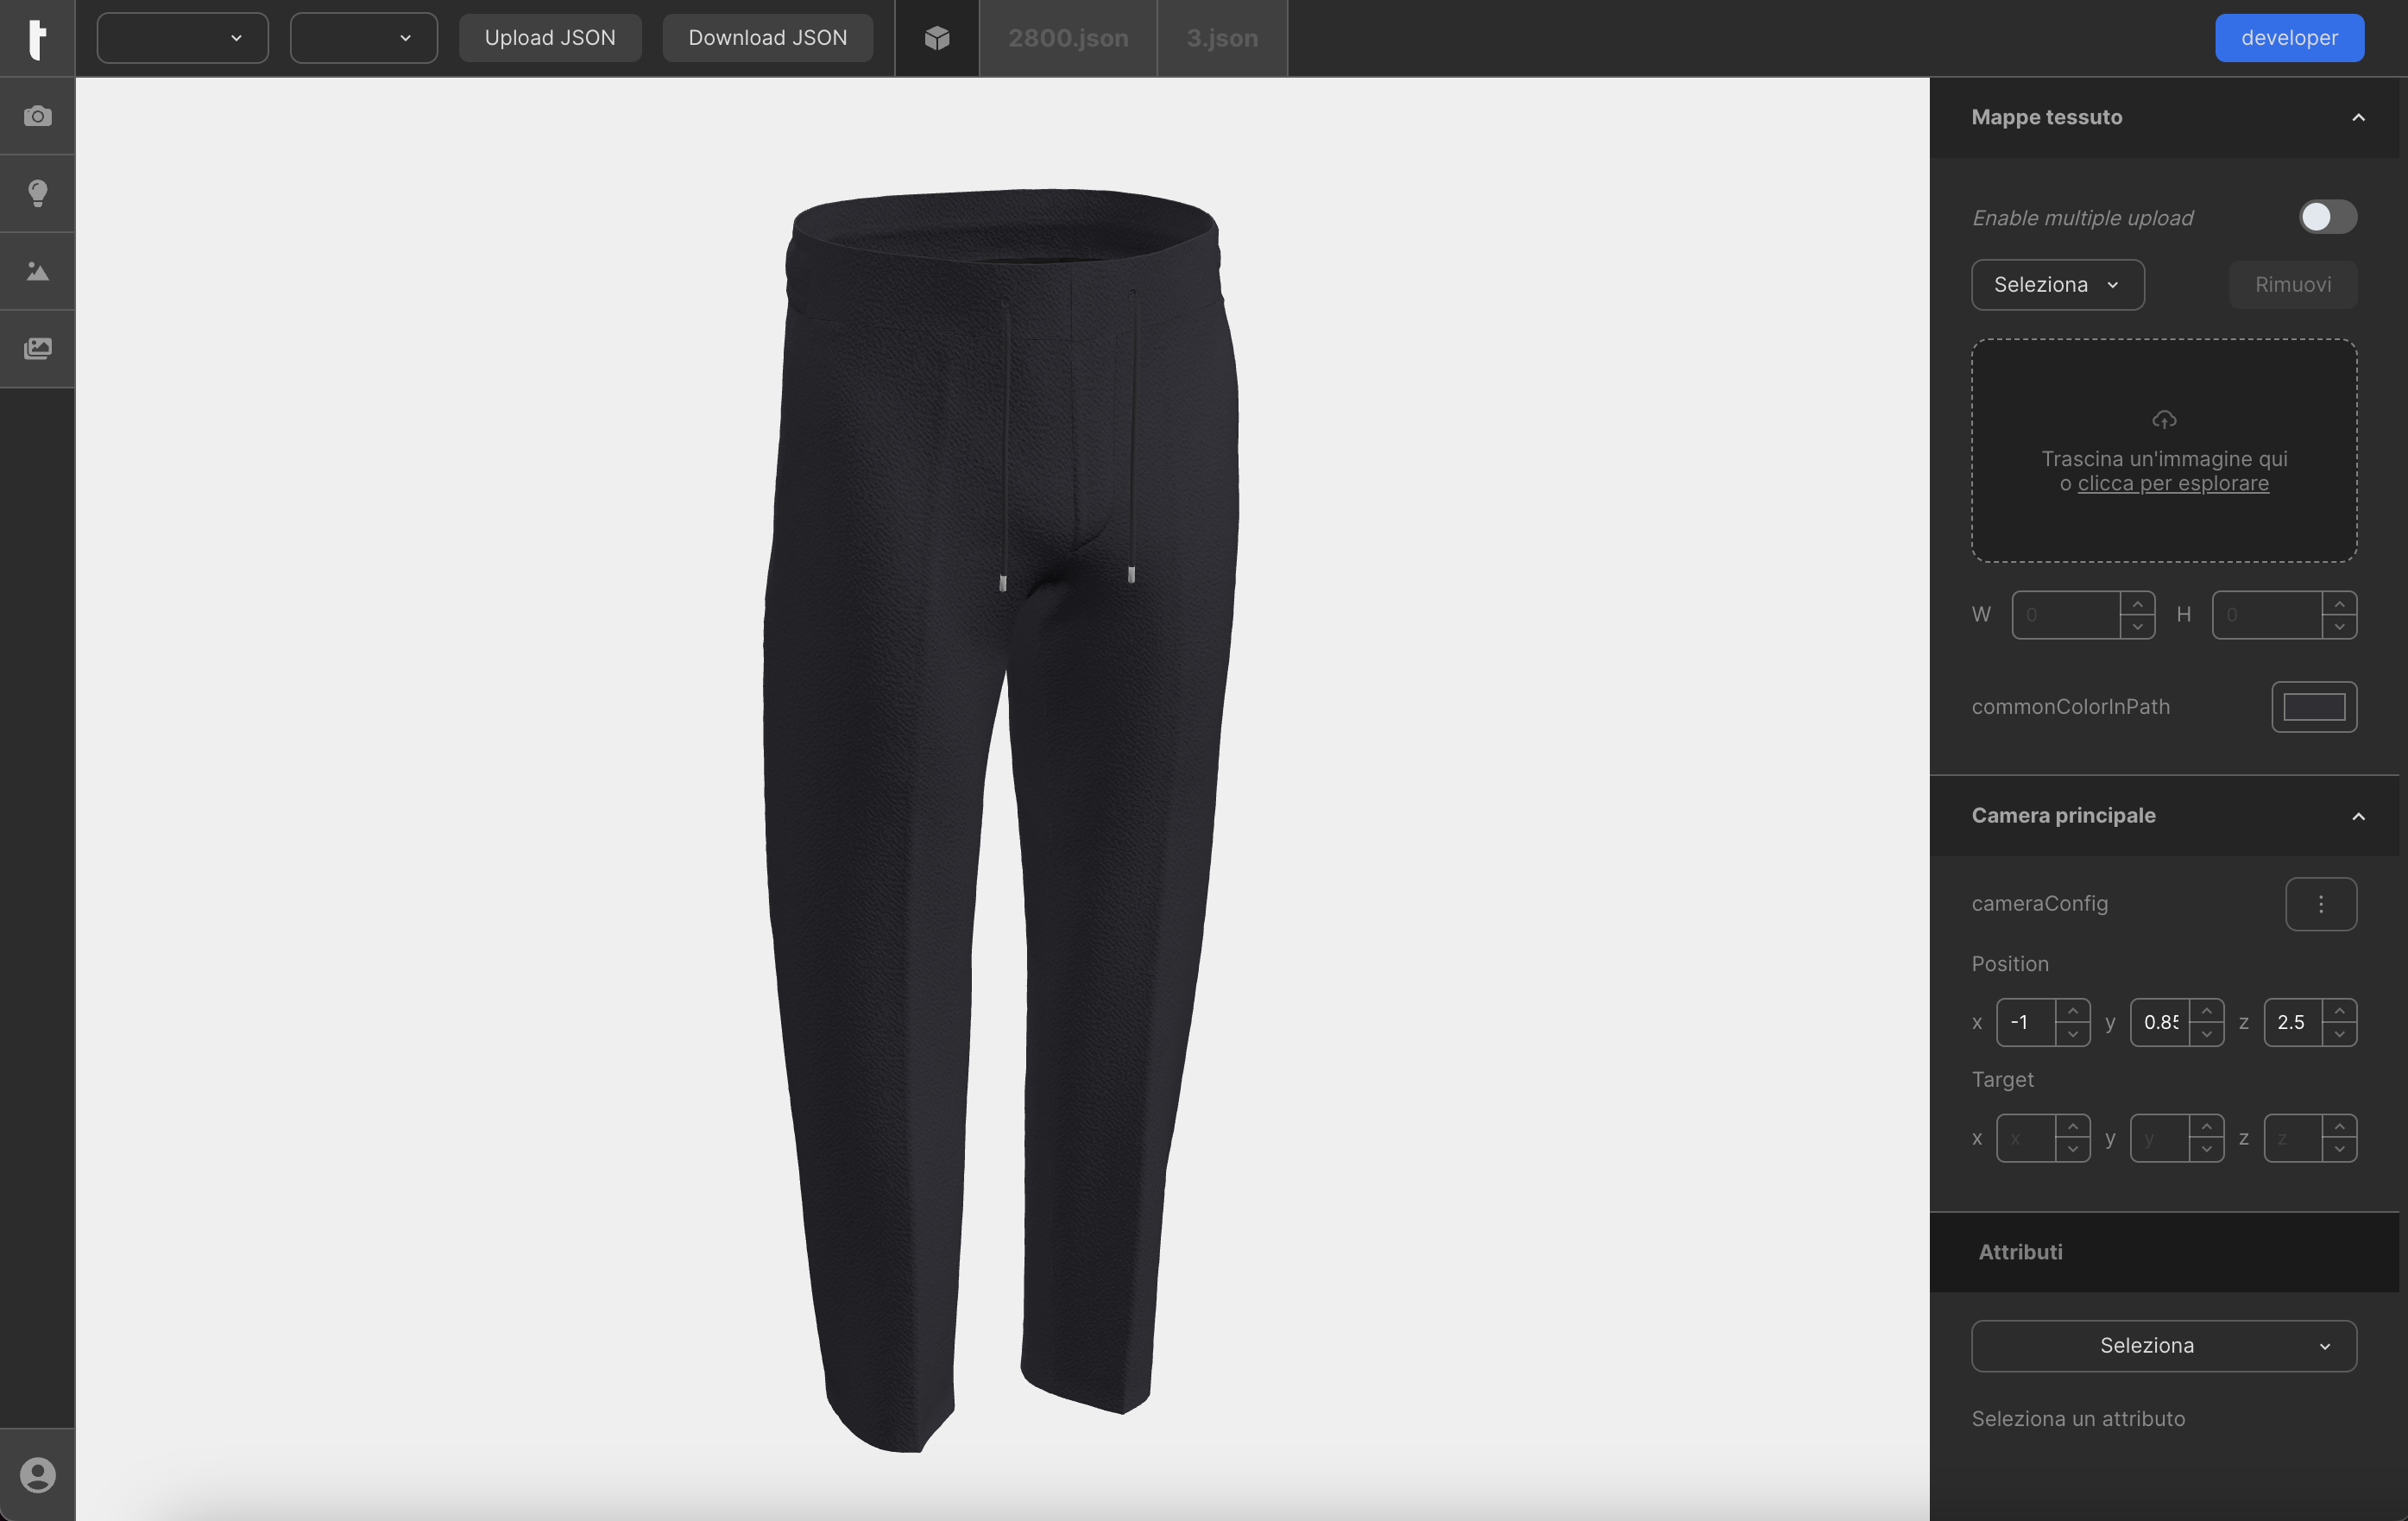 Upload JSON
Download JSON
2800.json
3.json
developer
Mappe tessuto
Enable multiple upload
Seleziona
Rimuovi
Trascina un'immagine qui
o clicca per esplorare
W 0 H 0
commonColorInPath
Camera principale
cameraConfig
Position
x -1 y 0.85 z 2.5
Target
x x y y z z
Attributi
Seleziona
Seleziona un attributo